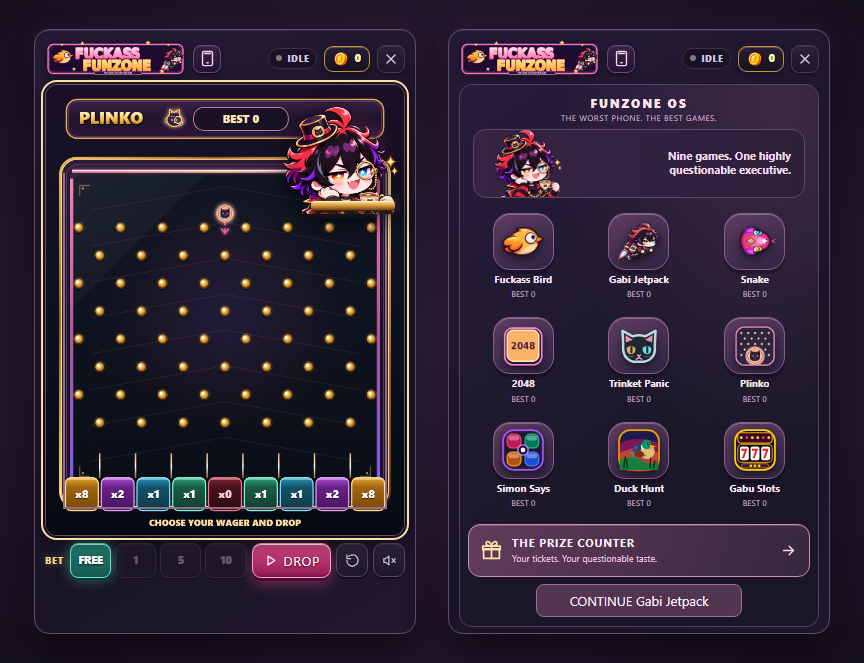 FUCKASS
FUNZONE
IDLE
0
PLINKO
BEST 0
x8
x2
x1
x1
x0
x1
x1
x2
x8
CHOOSE YOUR WAGER AND DROP
BET
FREE
1
5
10
DROP
FUCKASS
FUNZONE
IDLE
0
FUNZONE OS
THE WORST PHONE. THE BEST GAMES.
Nine games. One highly
questionable executive.
Fuckass Bird
BEST 0
Gabi Jetpack
BEST 0
Snake
BEST 0
2048
2048
BEST 0
Trinket Panic
BEST 0
Plinko
BEST 0
Simon Says
BEST 0
Duck Hunt
BEST 0
777
Gabu Slots
BEST 0
THE PRIZE COUNTER
Your tickets. Your questionable taste.
CONTINUE Gabi Jetpack